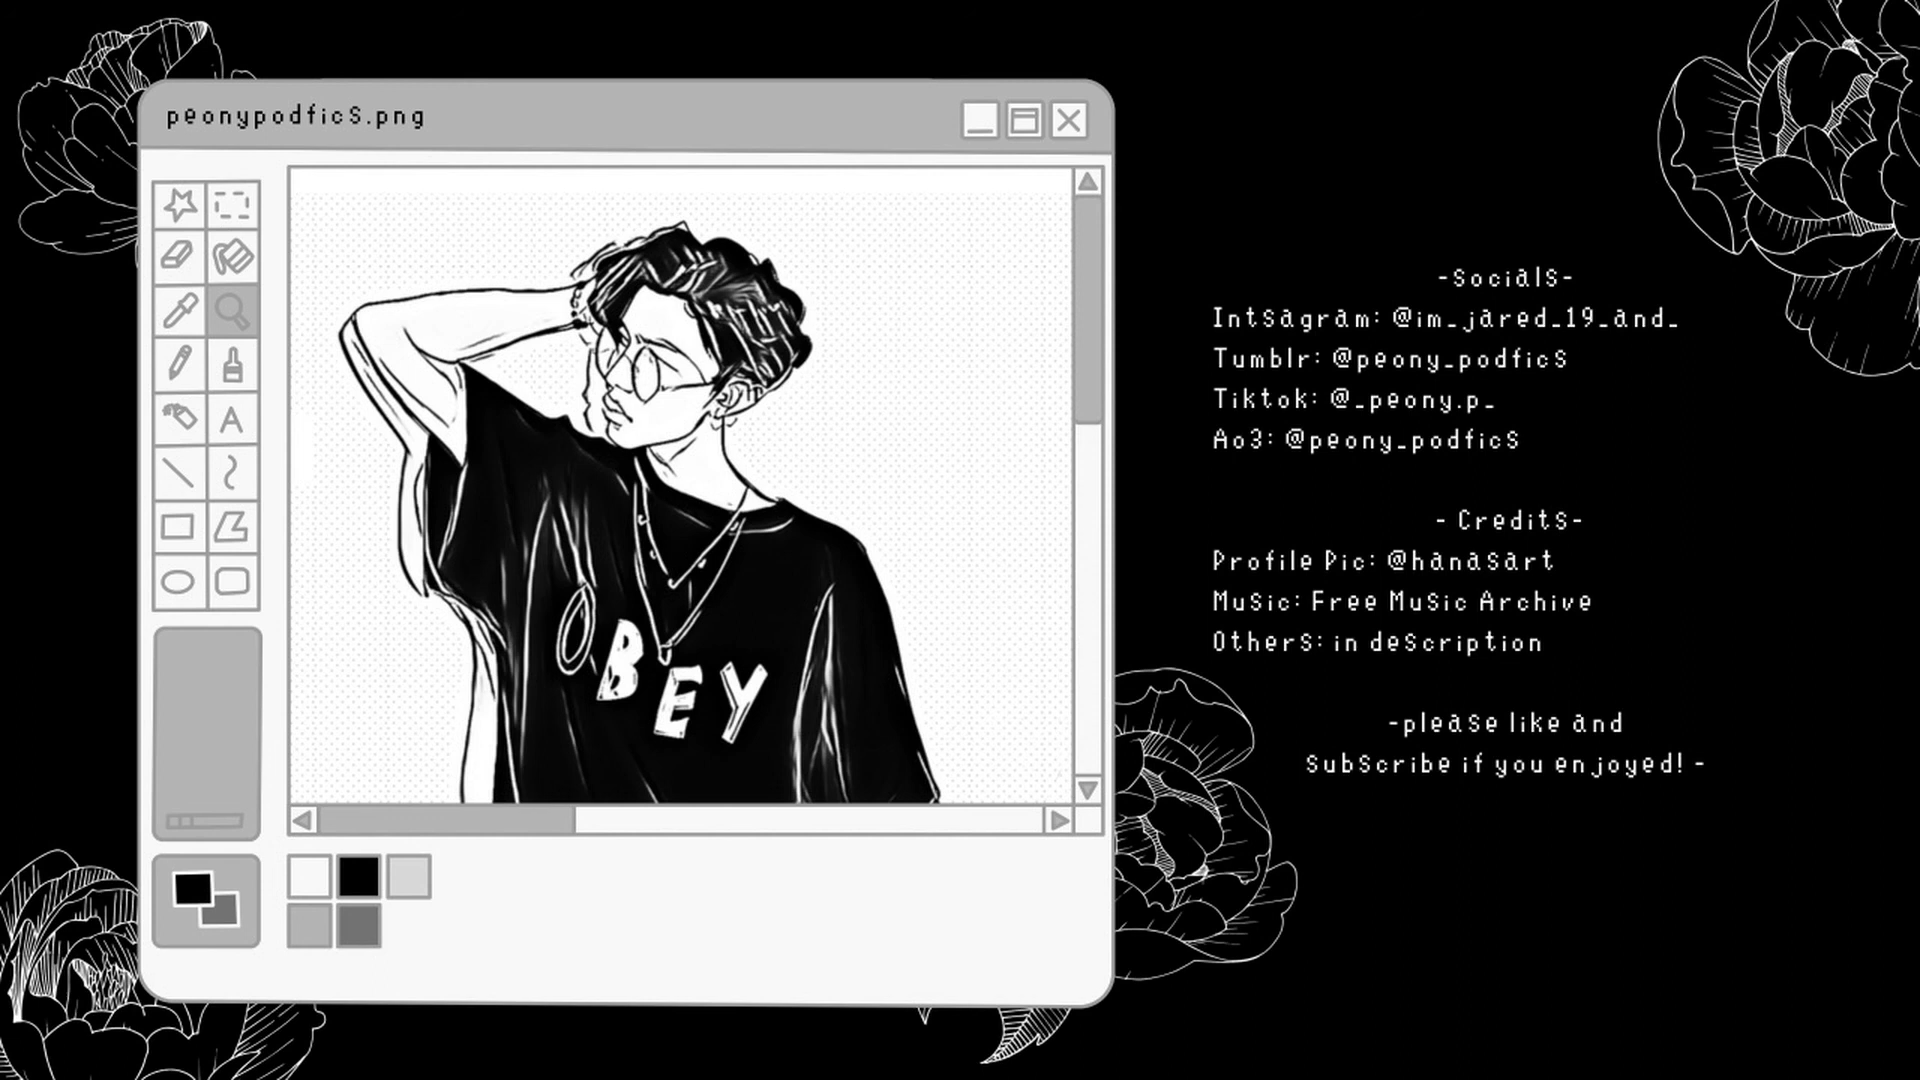 peonypodfics.png
A
OBEY
-Socials-
Intsagram: @im_jared_19_and_
Tumblr: @peony_podfics
Tiktok: @_peony.p_
Ao3: @peony_podfics
- Credits-
Profile Pic: @hanasart
Music: Free Music Archive
Others: in description
-please like and
Subscribe if you enjoyed! -